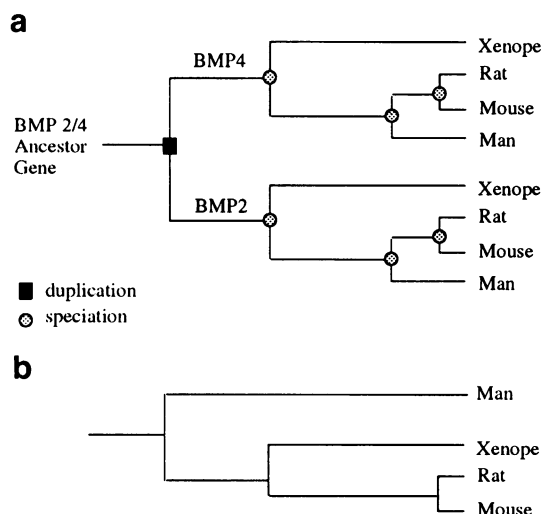 a
BMP4
Xenope
Rat
Mouse
Man
BMP 2/4
Ancestor
Gene
BMP2
Xenope
Rat
Mouse
Man
duplication
speciation
b
Man
Xenope
Rat
Mouse